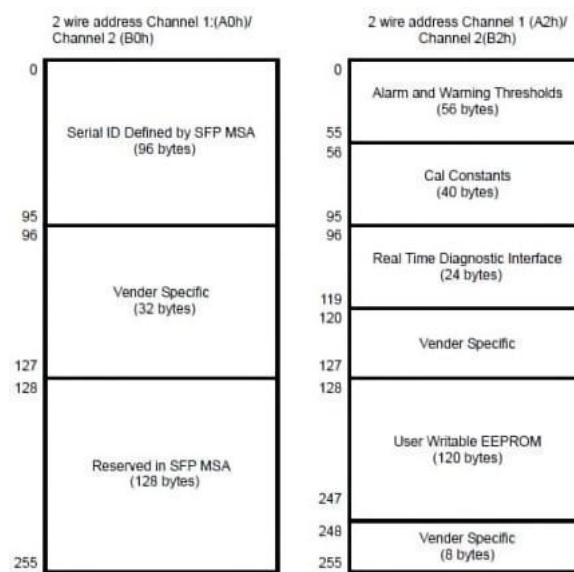 2 wire address Channel 1:(A0h)/
Channel 2 (B0h)
0
Serial ID Defined by SFP MSA
(96 bytes)
95
96
Vender Specific
(32 bytes)
127
128
Reserved in SFP MSA
(128 bytes)
255
2 wire address Channel 1 (A2h)/
Channel 2(B2h)
0
Alarm and Warning Thresholds
(56 bytes)
55
56
Cal Constants
(40 bytes)
95
96
Real Time Diagnostic Interface
(24 bytes)
119
120
Vender Specific
127
128
User Writable EEPROM
(120 bytes)
247
248
Vender Specific
(8 bytes)
255